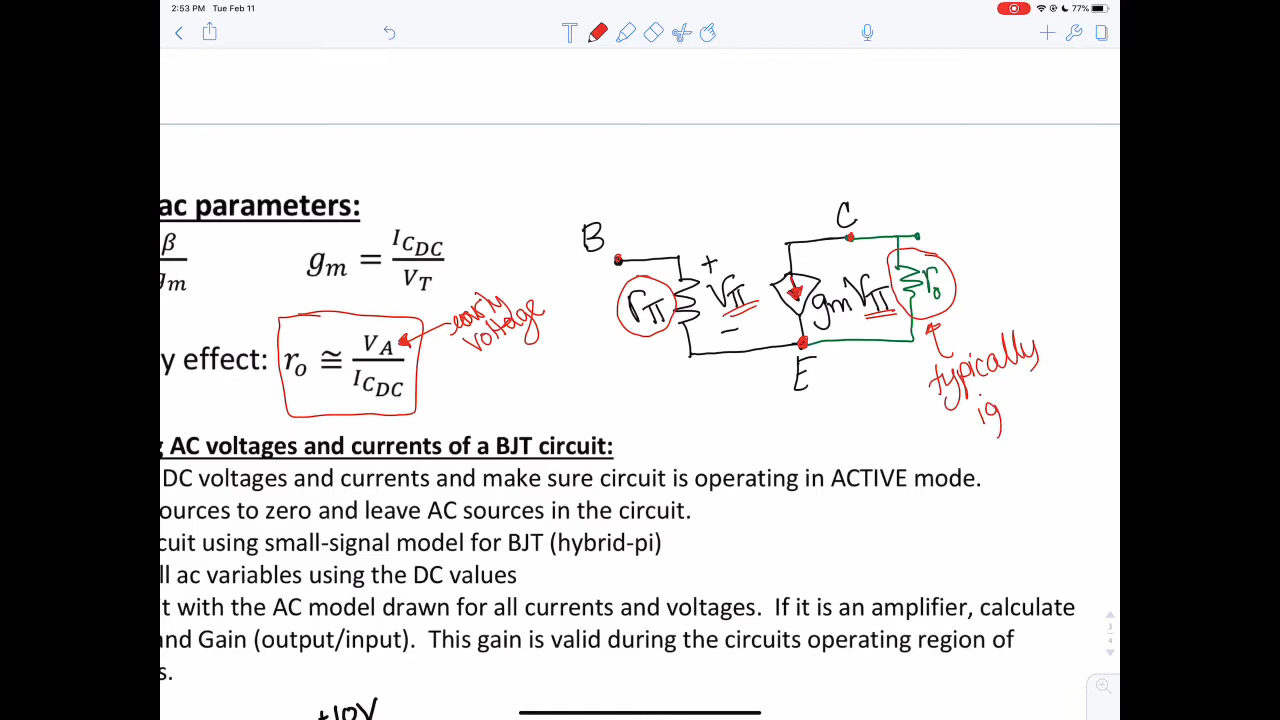 2:53 PM Tue Feb 11
77%
ac parameters:
β
gm
gm = ICDC
VT
y effect: ro ≅ VA
ICDC
early
voltage
B
rπ
+
Vπ
−
C
gmVπ
ro
E
typically
ig
g AC voltages and currents of a BJT circuit:
DC voltages and currents and make sure circuit is operating in ACTIVE mode.
ources to zero and leave AC sources in the circuit.
cuit using small-signal model for BJT (hybrid-pi)
ll ac variables using the DC values
t with the AC model drawn for all currents and voltages. If it is an amplifier, calculate
and Gain (output/input). This gain is valid during the circuits operating region of
s.
+10V